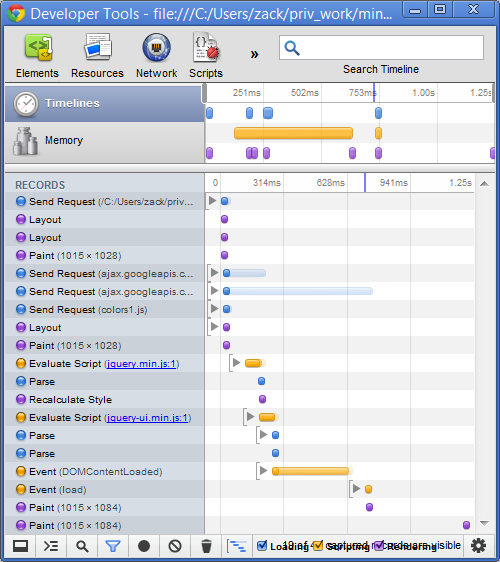 Developer Tools - file:///C:/Users/zack/priv_work/min...
Elements Resources Network Scripts »
Search Timeline
Timelines
Memory
251ms 502ms 753ms 1.00s 1.25s
RECORDS
0 314ms 628ms 941ms 1.25s
Send Request (/C:/Users/zack/priv...
Layout
Layout
Paint (1015 × 1028)
Send Request (ajax.googleapis.c...
Send Request (ajax.googleapis.c...
Send Request (colors1.js)
Layout
Paint (1015 × 1028)
Evaluate Script (jquery.min.js:1)
Parse
Recalculate Style
Evaluate Script (jquery-ui.min.js:1)
Parse
Parse
Event (DOMContentLoaded)
Event (load)
Paint (1015 × 1084)
Paint (1015 × 1084)
Loading Scripting Rendering
of captured records are visible